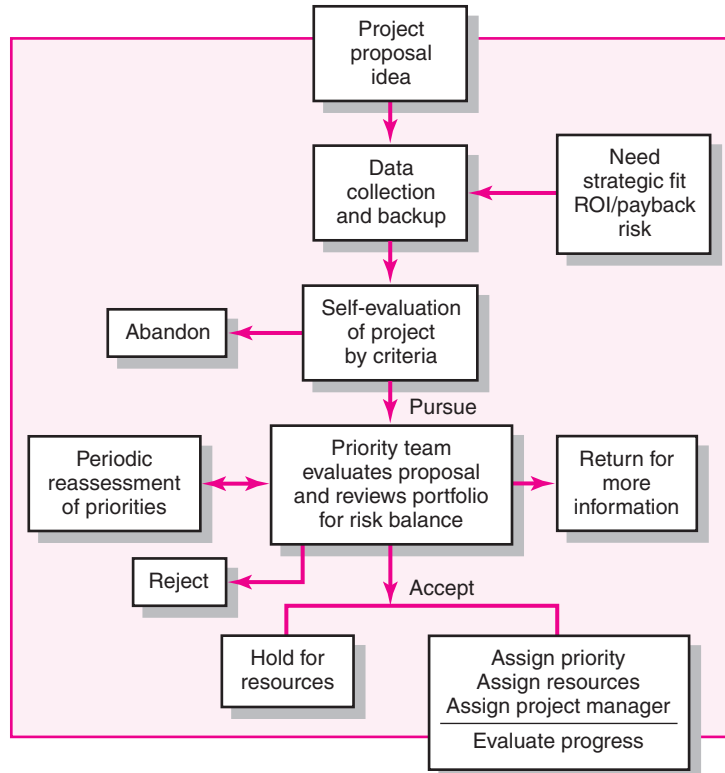 Project
proposal
idea
Data
collection
and backup
Need
strategic fit
ROI/payback
risk
Abandon
Self-evaluation
of project
by criteria
Pursue
Periodic
reassessment
of priorities
Priority team
evaluates proposal
and reviews portfolio
for risk balance
Return for
more
information
Reject
Accept
Hold for
resources
Assign priority
Assign resources
Assign project manager
Evaluate progress